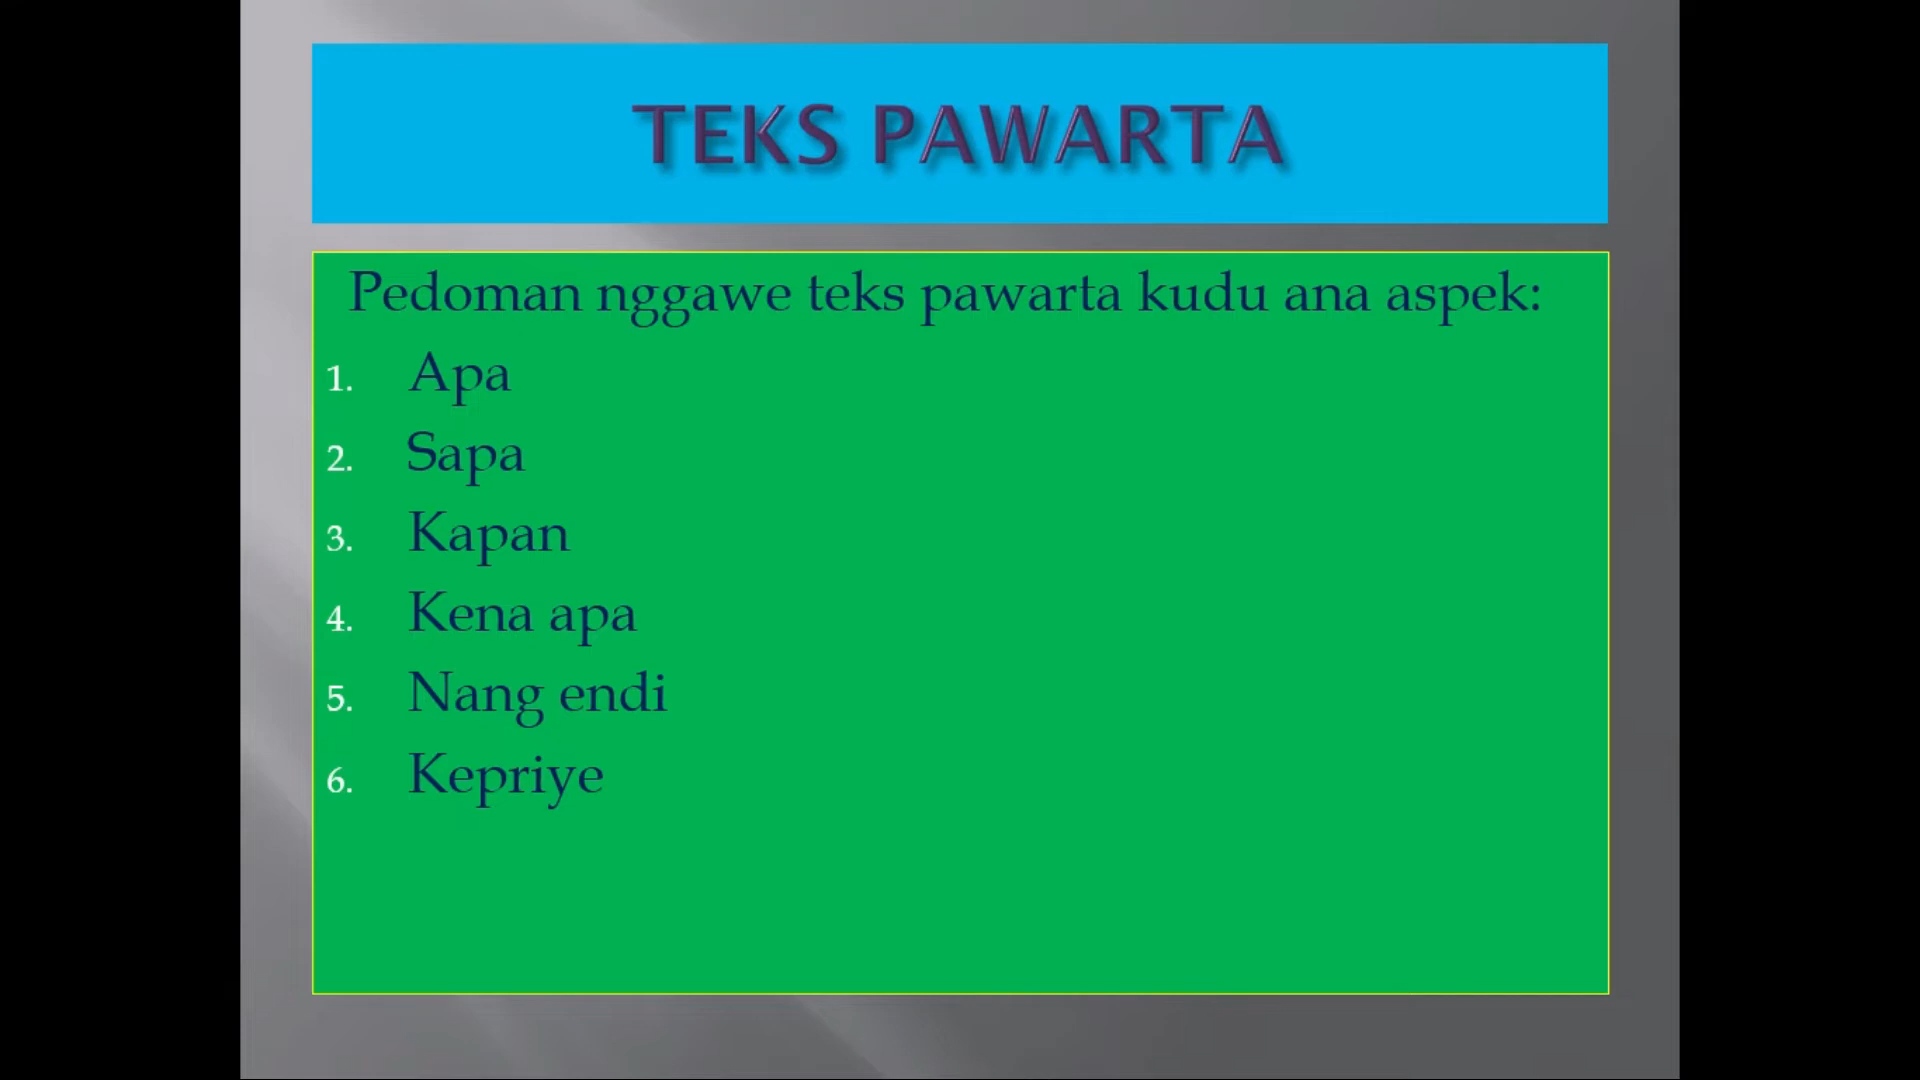 TEKS PAWARTA
Pedoman nggawe teks pawarta kudu ana aspek:
1. Apa
2. Sapa
3. Kapan
4. Kena apa
5. Nang endi
6. Kepriye